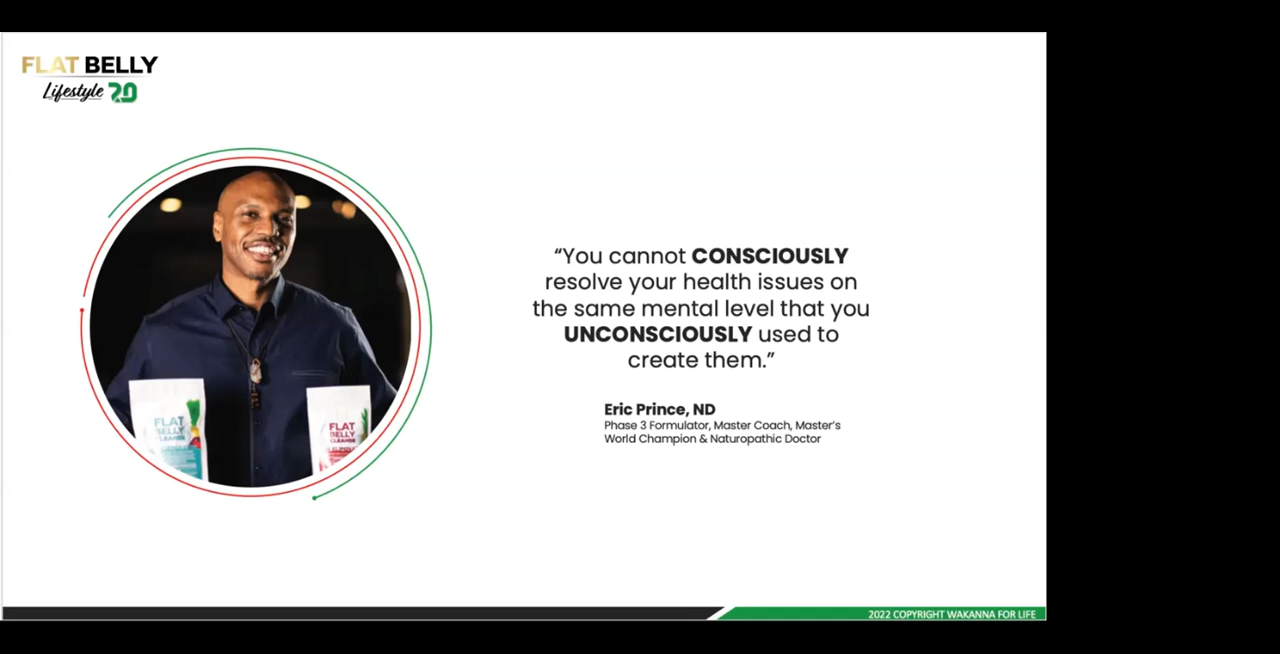 FLAT BELLY
Lifestyle 2.0
“You cannot CONSCIOUSLY
resolve your health issues on
the same mental level that you
UNCONSCIOUSLY used to
create them.”
Eric Prince, ND
Phase 3 Formulator, Master Coach, Master’s
World Champion & Naturopathic Doctor
FLAT
BELLY
CLEANSE
FLAT
BELLY
CLEANSE
2022 COPYRIGHT WAKANNA FOR LIFE